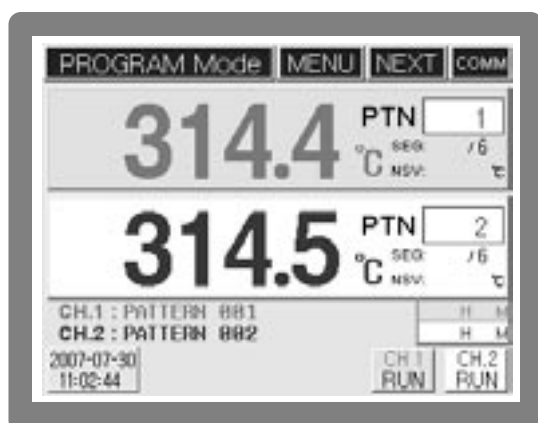 PROGRAM Mode MENU NEXT COMM
314.4 °C PTN 1
SEG: /6
NSV: ℃
314.5 °C PTN 2
SEG: /6
NSV: ℃
CH.1 : PATTERN 001 H M
CH.2 : PATTERN 002 H M
2007-07-30 CH.1 CH.2
11:02:44 RUN RUN